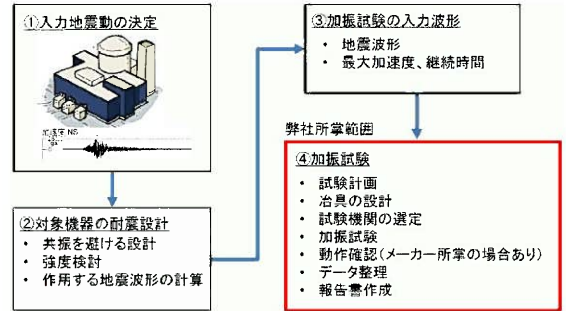 ①入力地震動の決定
加速度 NS
②対象機器の耐震設計
・ 共振を避ける設計
・ 強度検討
・ 作用する地震波形の計算
③加振試験の入力波形
・ 地震波形
・ 最大加速度、継続時間
弊社所掌範囲
④加振試験
・ 試験計画
・ 冶具の設計
・ 試験機関の選定
・ 加振試験
・ 動作確認(メーカー所掌の場合あり)
・ データ整理
・ 報告書作成